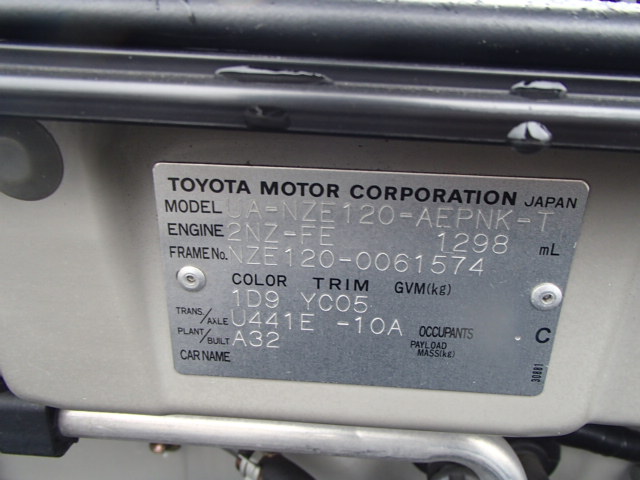 TOYOTA MOTOR CORPORATION JAPAN
MODEL UA-NZE120-AEPNK-T
ENGINE 2NZ-FE 1298 mL
FRAME No. NZE120-0061574
COLOR TRIM GVM(kg)
1D9 YC05
TRANS./AXLE U441E -10A OCCUPANTS C
PLANT/BUILT A32 PAYLOAD MASS(kg)
CAR NAME
30881